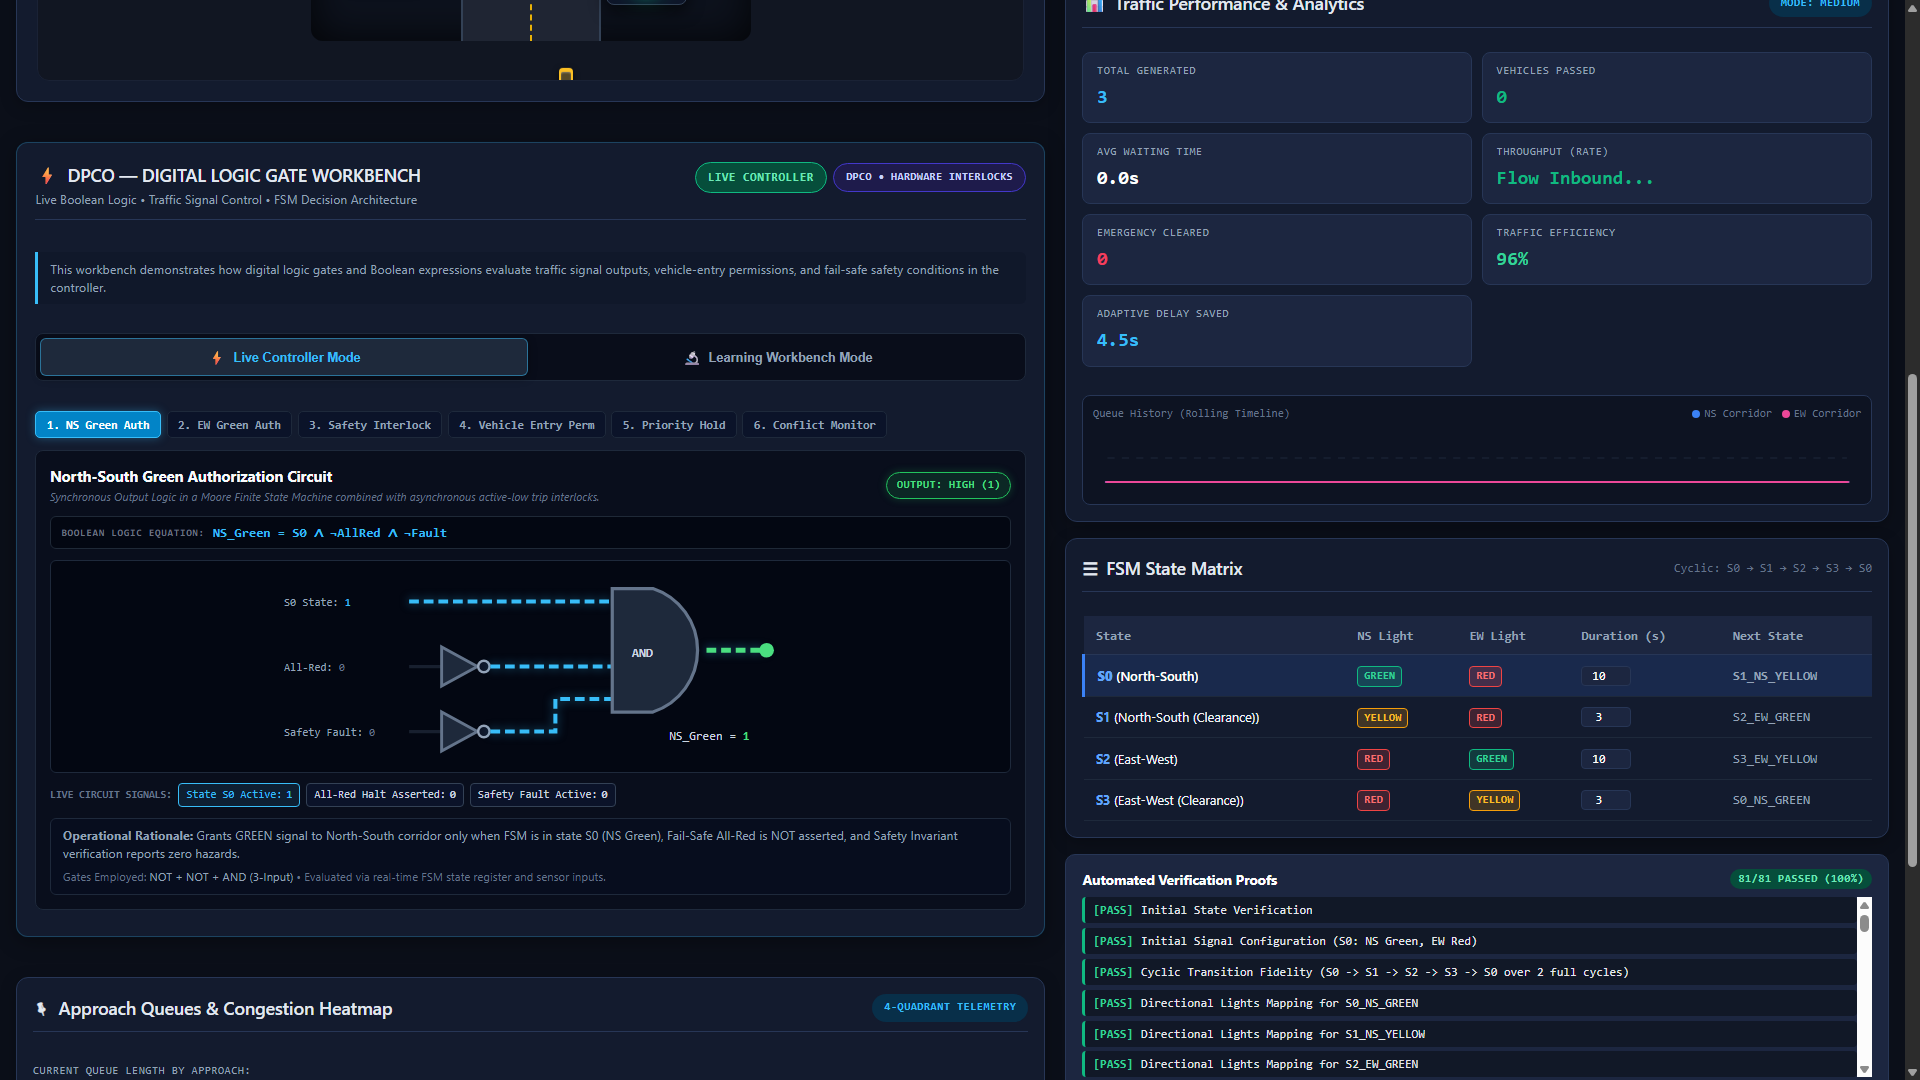 DPCO — DIGITAL LOGIC GATE WORKBENCH
LIVE CONTROLLER
DPCO • HARDWARE INTERLOCKS
Live Boolean Logic • Traffic Signal Control • FSM Decision Architecture
This workbench demonstrates how digital logic gates and Boolean expressions evaluate traffic signal outputs, vehicle-entry permissions, and fail-safe safety conditions in the
controller.
Live Controller Mode
Learning Workbench Mode
1. NS Green Auth
2. EW Green Auth
3. Safety Interlock
4. Vehicle Entry Perm
5. Priority Hold
6. Conflict Monitor
North-South Green Authorization Circuit
Synchronous Output Logic in a Moore Finite State Machine combined with asynchronous active-low trip interlocks.
OUTPUT: HIGH (1)
BOOLEAN LOGIC EQUATION: NS_Green = S0 ∧ ¬AllRed ∧ ¬Fault
S0 State: 1
All-Red: 0
Safety Fault: 0
AND
NS_Green = 1
LIVE CIRCUIT SIGNALS: State S0 Active: 1 All-Red Halt Asserted: 0 Safety Fault Active: 0
Operational Rationale: Grants GREEN signal to North-South corridor only when FSM is in state S0 (NS Green), Fail-Safe All-Red is NOT asserted, and Safety Invariant
verification reports zero hazards.
Gates Employed: NOT + NOT + AND (3-Input) • Evaluated via real-time FSM state register and sensor inputs.
Approach Queues & Congestion Heatmap
4-QUADRANT TELEMETRY
CURRENT QUEUE LENGTH BY APPROACH:
Traffic Performance & Analytics
MODE: MEDIUM
TOTAL GENERATED
3
VEHICLES PASSED
0
AVG WAITING TIME
0.0s
THROUGHPUT (RATE)
Flow Inbound...
EMERGENCY CLEARED
0
TRAFFIC EFFICIENCY
96%
ADAPTIVE DELAY SAVED
4.5s
Queue History (Rolling Timeline)
NS Corridor
EW Corridor
FSM State Matrix
Cyclic: S0 → S1 → S2 → S3 → S0
State NS Light EW Light Duration (s) Next State
S0 (North-South) GREEN RED 10 S1_NS_YELLOW
S1 (North-South (Clearance)) YELLOW RED 3 S2_EW_GREEN
S2 (East-West) RED GREEN 10 S3_EW_YELLOW
S3 (East-West (Clearance)) RED YELLOW 3 S0_NS_GREEN
Automated Verification Proofs
81/81 PASSED (100%)
[PASS] Initial State Verification
[PASS] Initial Signal Configuration (S0: NS Green, EW Red)
[PASS] Cyclic Transition Fidelity (S0 -> S1 -> S2 -> S3 -> S0 over 2 full cycles)
[PASS] Directional Lights Mapping for S0_NS_GREEN
[PASS] Directional Lights Mapping for S1_NS_YELLOW
[PASS] Directional Lights Mapping for S2_EW_GREEN